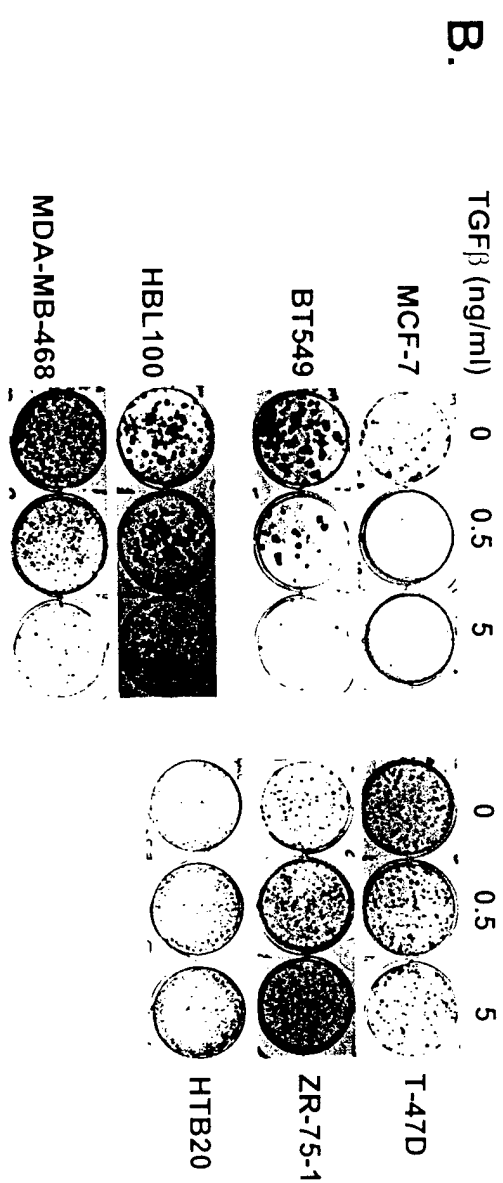 B.
TGFβ (ng/ml) 0 0.5 5 0 0.5 5
MCF-7 T-47D
BT549 ZR-75-1
HBL100 HTB20
MDA-MB-468